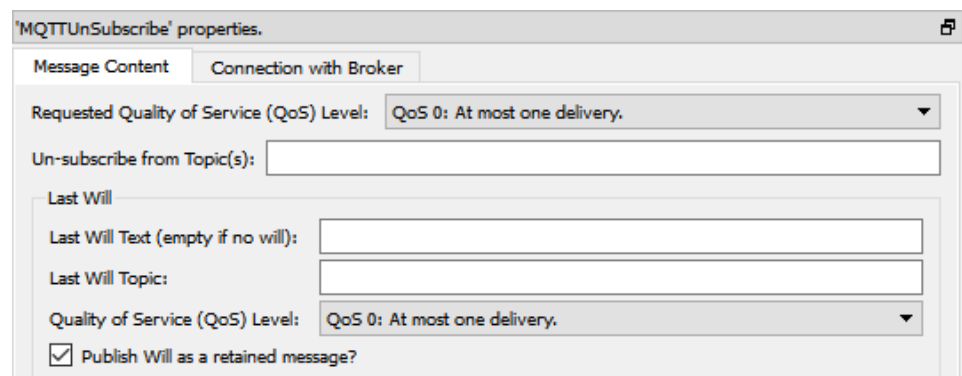 'MQTTUnSubscribe' properties.
Message Content Connection with Broker
Requested Quality of Service (QoS) Level: QoS 0: At most one delivery.
Un-subscribe from Topic(s):
Last Will
Last Will Text (empty if no will):
Last Will Topic:
Quality of Service (QoS) Level: QoS 0: At most one delivery.
Publish Will as a retained message?